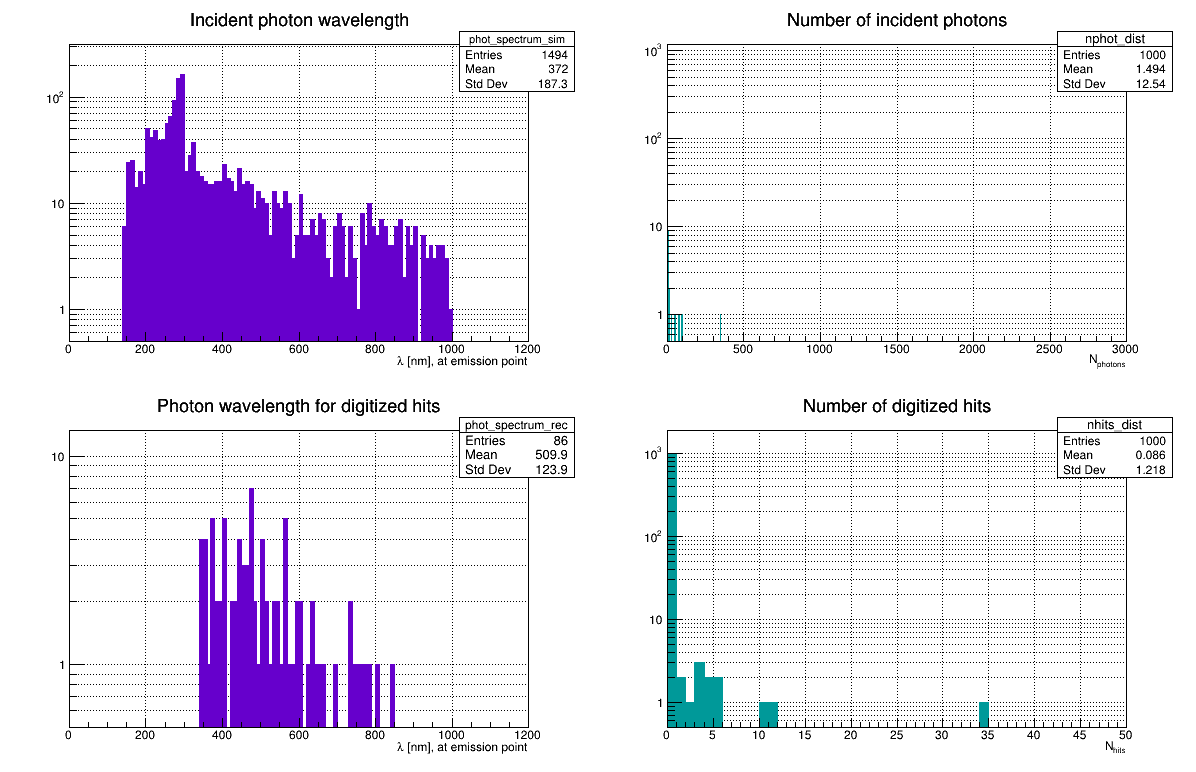 Incident photon wavelength
phot_spectrum_sim
Entries 1494
Mean 372
Std Dev 187.3
10²
10
1
0 200 400 600 800 1000 1200
λ [nm], at emission point
Number of incident photons
nphot_dist
Entries 1000
Mean 1.494
Std Dev 12.54
10³
10²
10
1
0 500 1000 1500 2000 2500 3000
Nphotons
Photon wavelength for digitized hits
phot_spectrum_rec
Entries 86
Mean 509.9
Std Dev 123.9
10
1
0 200 400 600 800 1000 1200
λ [nm], at emission point
Number of digitized hits
nhits_dist
Entries 1000
Mean 0.086
Std Dev 1.218
10³
10²
10
1
0 5 10 15 20 25 30 35 40 45 50
Nhits